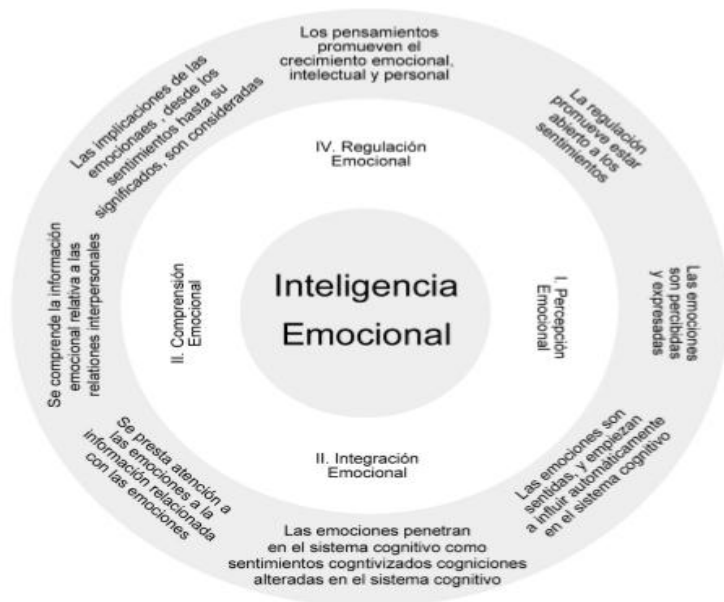 Los pensamientos
promueven el
crecimiento emocional,
intelectual y personal
La regulación
promueve estar
abierto a los
sentimientos
Las emociones
son percibidas
y expresadas
Las emociones son
sentidas, y empiezan
a influir automáticamente
en el sistema cognitivo
Las emociones penetran
en el sistema cognitivo como
sentimientos cogntivizados cogniciones
alteradas en el sistema cognitivo
Se presta atención a
las emociones a la
información relacionada
con las emociones
Se comprende la información
emocional relativa a las
relationes interpersonales
Las implicaciones de las
emocionaes , desde los
sentimientos hasta su
significados, son consideradas
IV. Regulación
Emocional
I. Percepción
Emocional
II. Integración
Emocional
II. Comprensión
Emocional
Inteligencia
Emocional